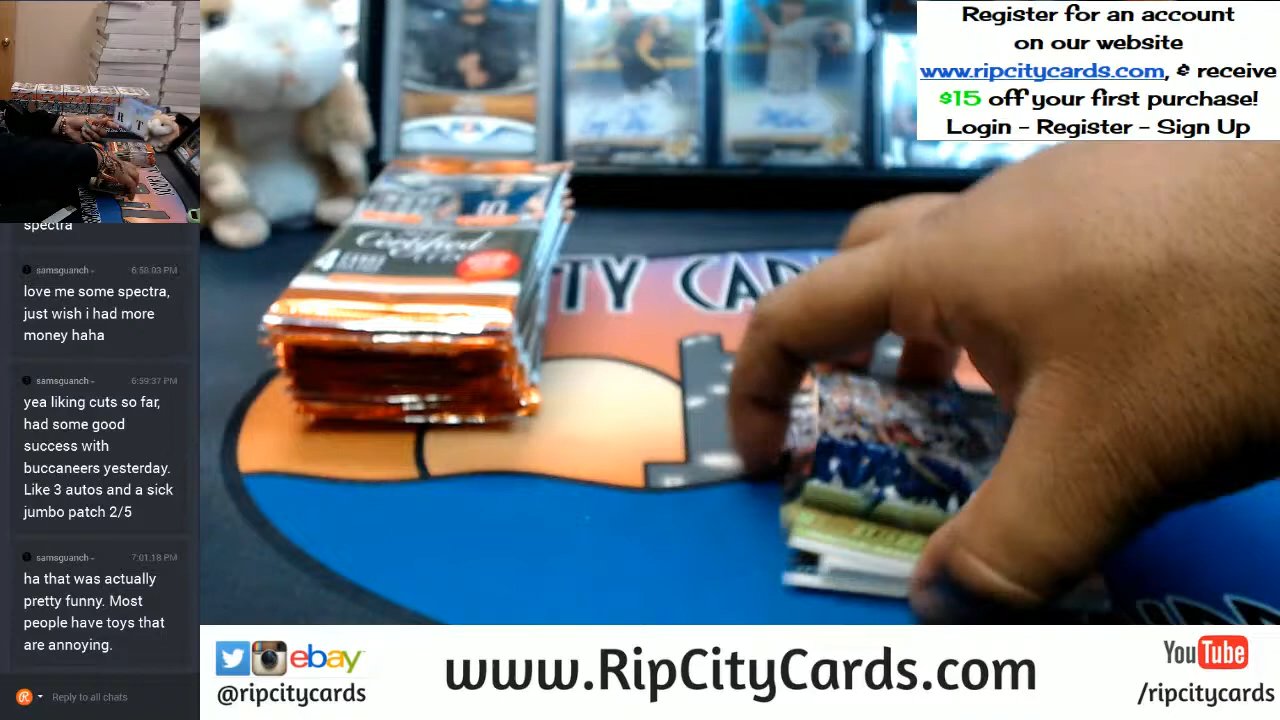 Register for an account
on our website
www.ripcitycards.com, & receive
$15 off your first purchase!
Login - Register - Sign Up
spectra
samsguanch
6:58:03 PM
love me some spectra,
just wish i had more
money haha
samsguanch
6:59:37 PM
yea liking cuts so far,
had some good
success with
buccaneers yesterday.
Like 3 autos and a sick
jumbo patch 2/5
samsguanch
7:01:18 PM
ha that was actually
pretty funny. Most
people have toys that
are annoying.
Reply to all chats
Certified
4 CARDS
TY CAR
ebay
@ripcitycards
www.RipCityCards.com
YouTube
/ripcitycards